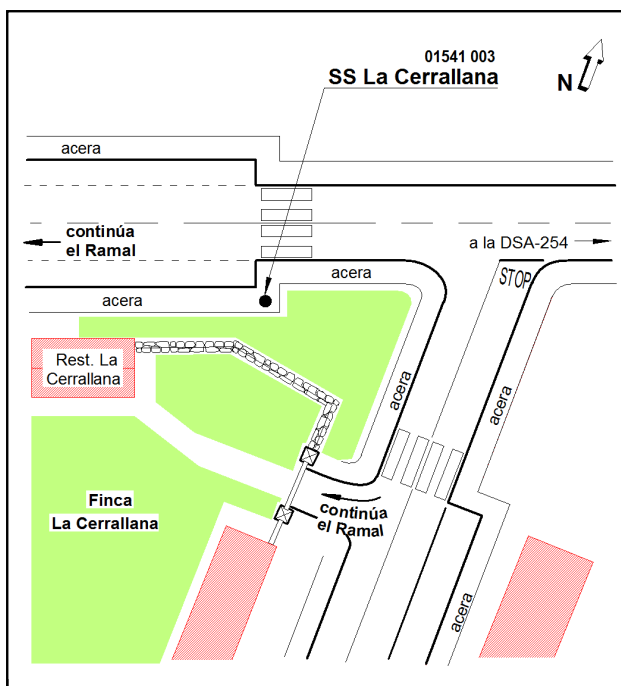 01541 003
SS La Cerrallana
N
acera
continúa
el Ramal
a la DSA-254
acera
STOP
acera
Rest. La
Cerrallana
acera
acera
Finca
La Cerrallana
continúa
el Ramal
acera